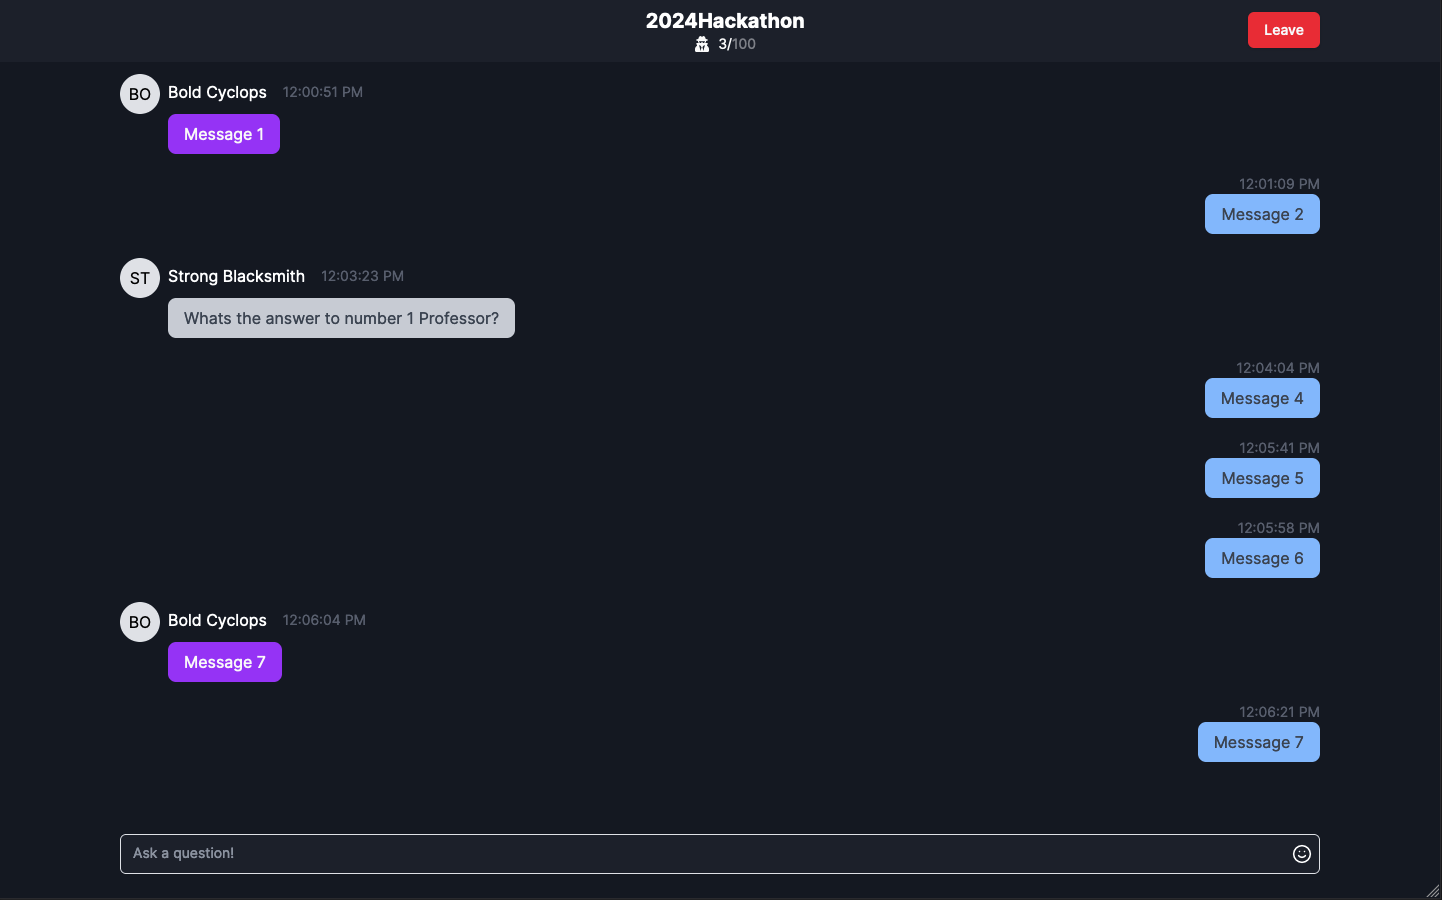 2024Hackathon
3/100
Leave
BO Bold Cyclops 12:00:51 PM
Message 1
12:01:09 PM
Message 2
ST Strong Blacksmith 12:03:23 PM
Whats the answer to number 1 Professor?
12:04:04 PM
Message 4
12:05:41 PM
Message 5
12:05:58 PM
Message 6
BO Bold Cyclops 12:06:04 PM
Message 7
12:06:21 PM
Messsage 7
Ask a question!